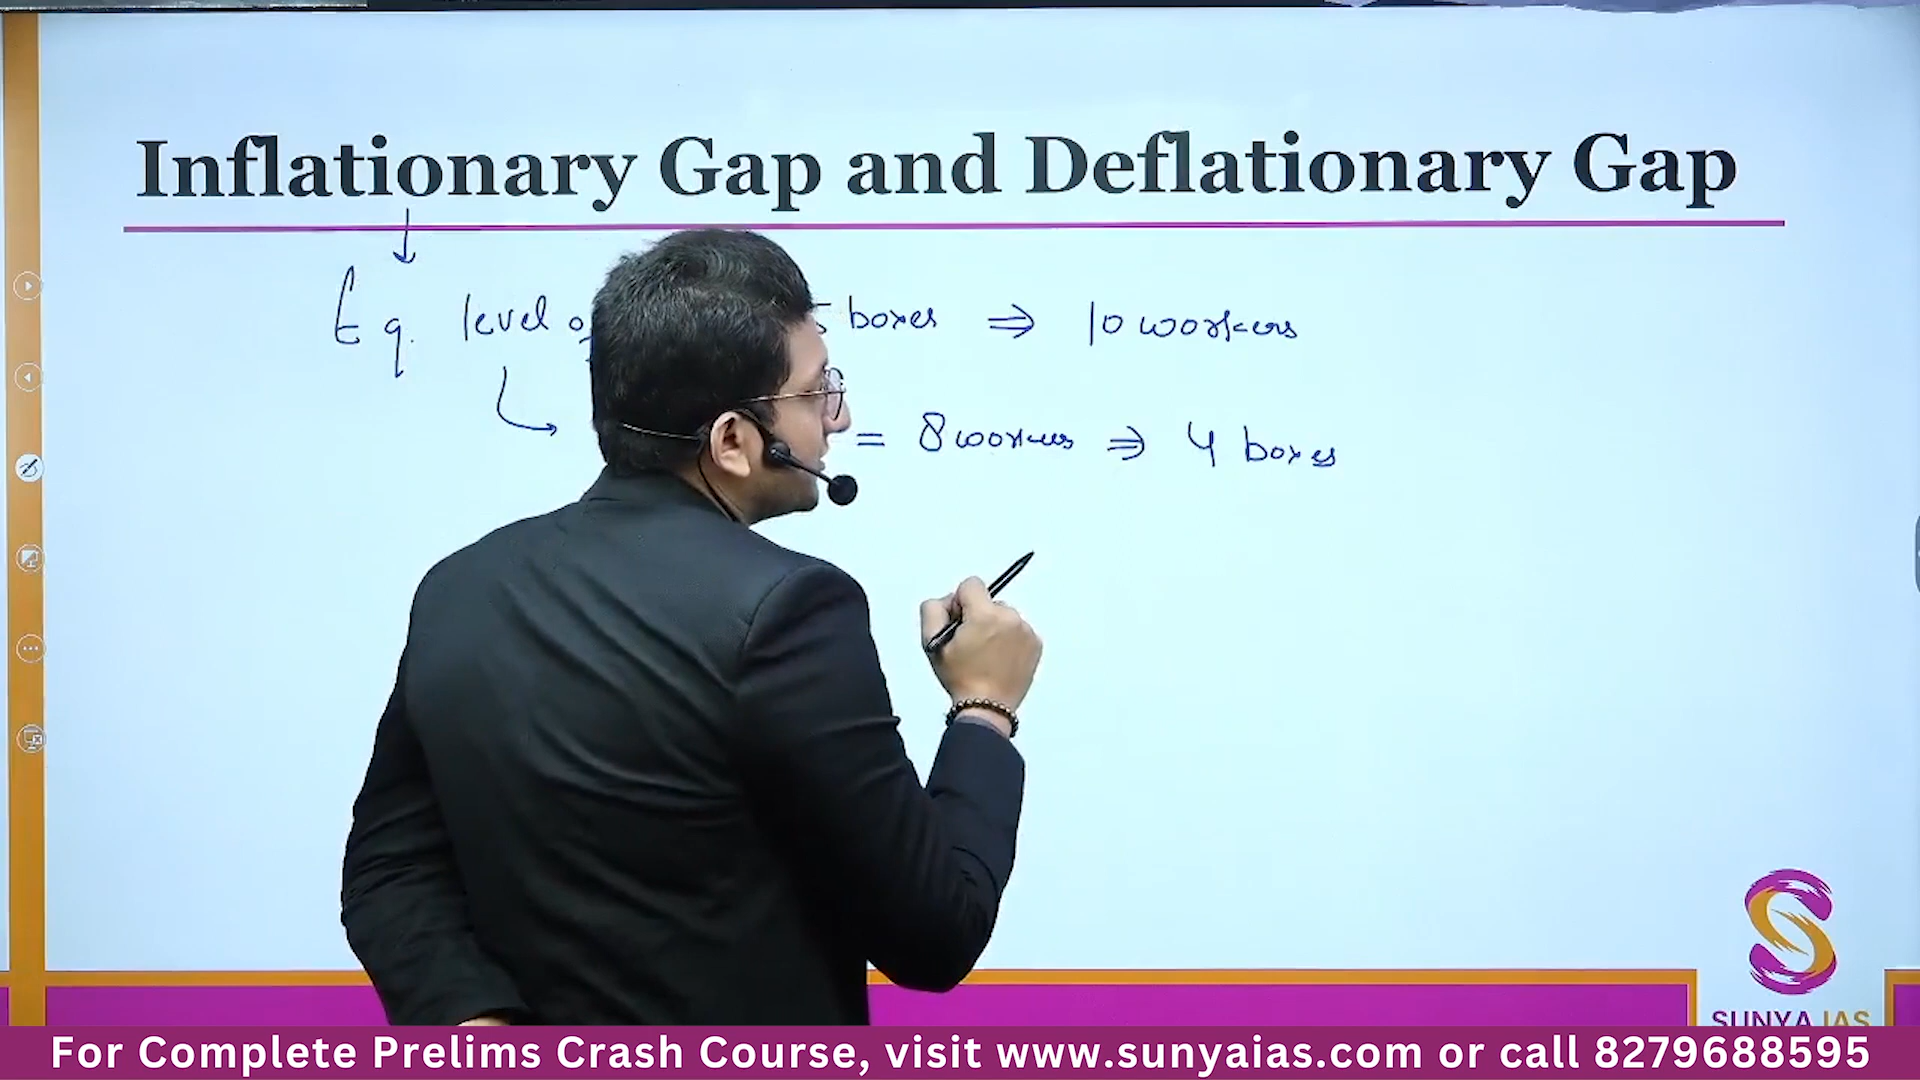 Inflationary Gap and Deflationary Gap
Eq. level boxes ⇒ 10 workers
= 8 workers ⇒ 4 boxes
SUNYA IAS
For Complete Prelims Crash Course, visit www.sunyaias.com or call 8279688595